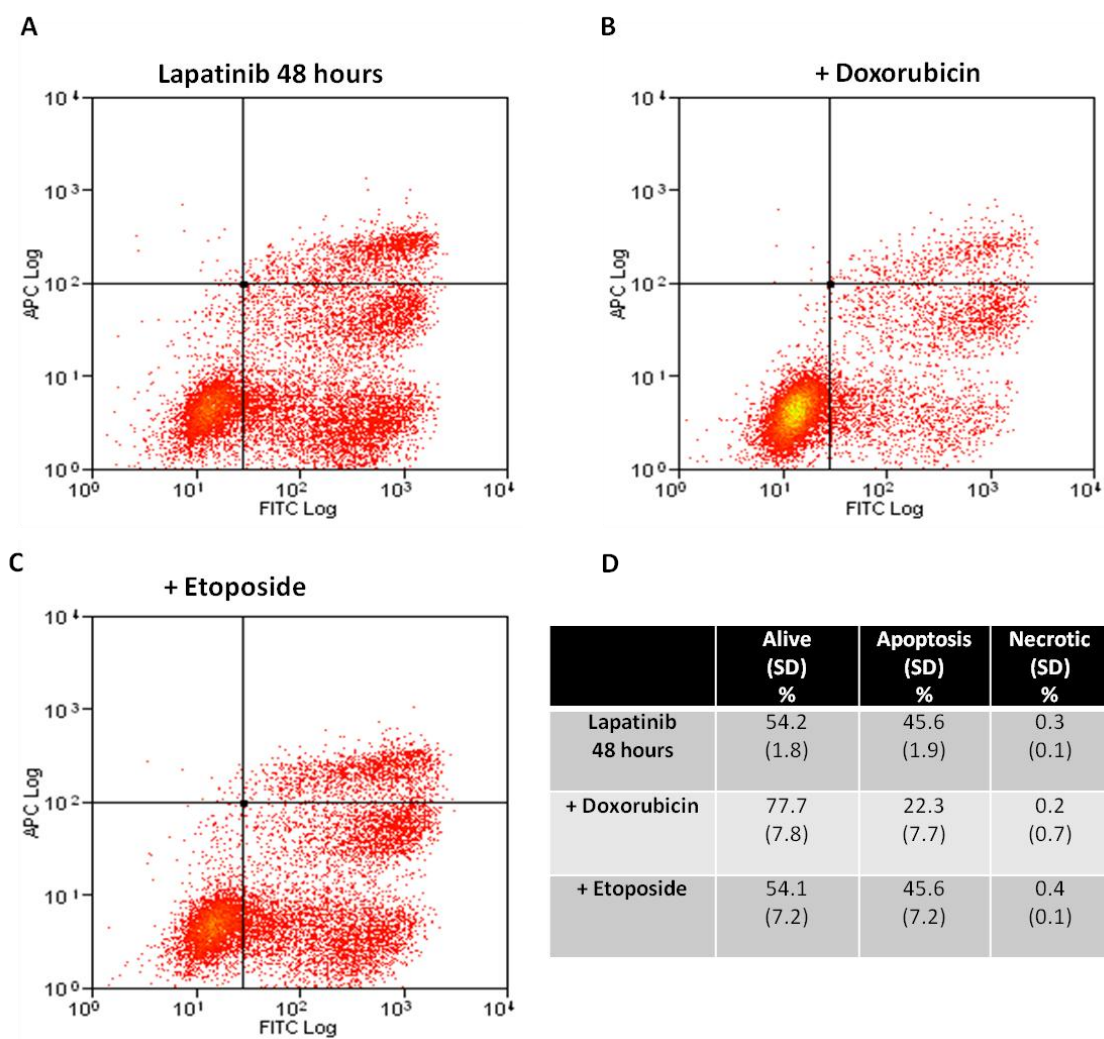 A
Lapatinib 48 hours
10⁴
10³
10²
10¹
10⁰
APC Log
10⁰ 10¹ 10² 10³ 10⁴
FITC Log
B
+ Doxorubicin
10⁴
10³
10²
10¹
10⁰
APC Log
10⁰ 10¹ 10² 10³ 10⁴
FITC Log
C
+ Etoposide
10⁴
10³
10²
10¹
10⁰
APC Log
10⁰ 10¹ 10² 10³ 10⁴
FITC Log
D
Alive Apoptosis Necrotic
(SD) (SD) (SD)
% % %
Lapatinib 54.2 45.6 0.3
48 hours (1.8) (1.9) (0.1)
+ Doxorubicin 77.7 22.3 0.2
(7.8) (7.7) (0.7)
+ Etoposide 54.1 45.6 0.4
(7.2) (7.2) (0.1)